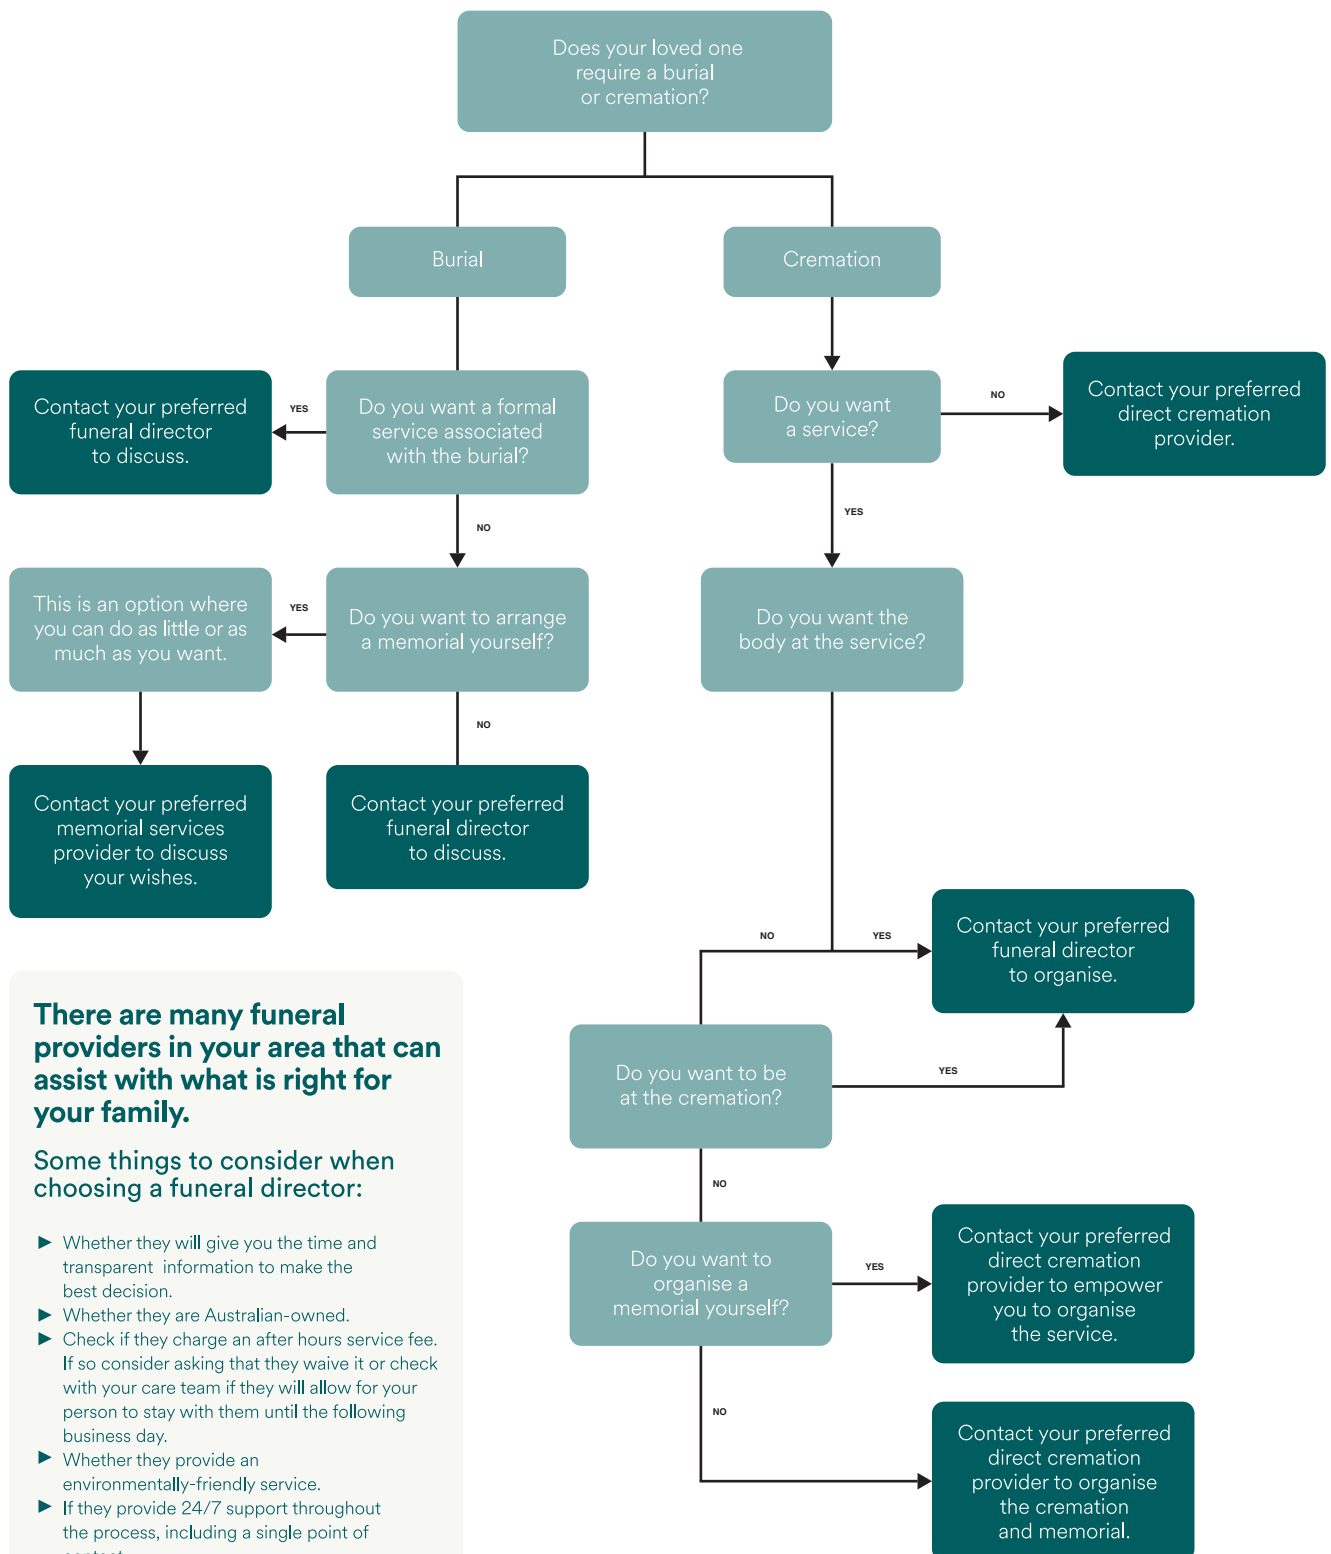 Does your loved one
require a burial
or cremation?
Burial
Cremation
Contact your preferred
funeral director
to discuss.
YES
Do you want a formal
service associated
with the burial?
Do you want
a service?
NO
Contact your preferred
direct cremation
provider.
NO
YES
This is an option where
you can do as little or as
much as you want.
YES
Do you want to arrange
a memorial yourself?
Do you want the
body at the service?
NO
Contact your preferred
memorial services
provider to discuss
your wishes.
Contact your preferred
funeral director
to discuss.
NO
YES
Contact your preferred
funeral director
to organise.
Do you want to be
at the cremation?
YES
NO
Do you want to
organise a
memorial yourself?
YES
Contact your preferred
direct cremation
provider to empower
you to organise
the service.
NO
Contact your preferred
direct cremation
provider to organise
the cremation
and memorial.
There are many funeral
providers in your area that can
assist with what is right for
your family.
Some things to consider when
choosing a funeral director:
► Whether they will give you the time and
transparent information to make the
best decision.
► Whether they are Australian-owned.
► Check if they charge an after hours service fee.
If so consider asking that they waive it or check
with your care team if they will allow for your
person to stay with them until the following
business day.
► Whether they provide an
environmentally-friendly service.
► If they provide 24/7 support throughout
the process, including a single point of